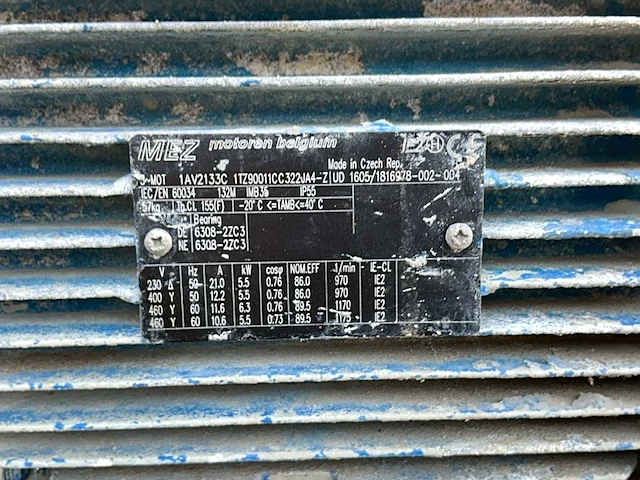 MEZ motoren belgium IE2 CE
Made in Czech Rep.
3-MOT 1AV2133C 1TZ90011CC322JA4-Z UD 1605/1816978-002-004
IEC/EN 60034 132M IMB35 IP55
57kg Th.CL. 155(F) -20°C <=TAMB<=40°C
Bearing
DE 6308-2ZC3
NE 6308-2ZC3
V Hz A kW cosφ NOM.EFF 1/min IE-CL
230 Δ 50 21.0 5.5 0.76 86.0 970 IE2
400 Y 50 12.2 5.5 0.76 86.0 970 IE2
460 Y 60 11.6 6.3 0.76 89.5 1170 IE2
460 Y 60 10.6 5.5 0.73 89.5 1175 IE2